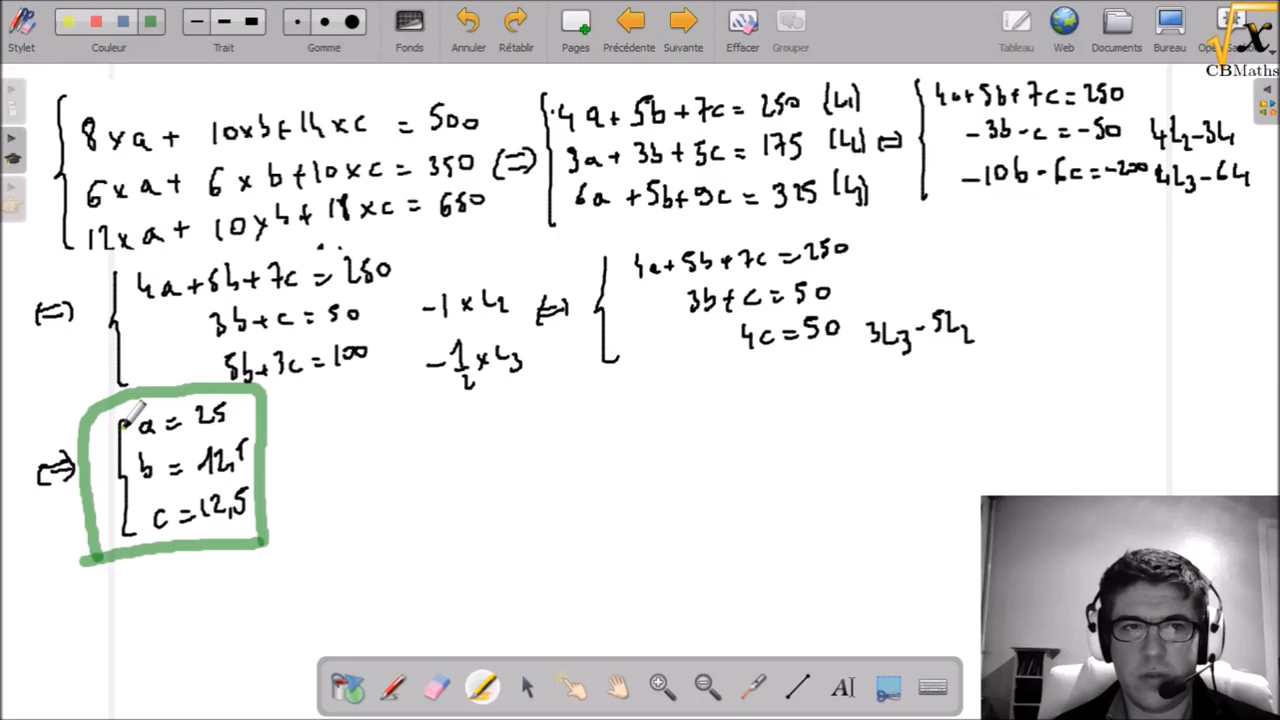 Stylet Couleur Trait Gomme Fonds Annuler Rétablir Pages Précédente Suivante Effacer Grouper Tableau Web Documents Bureau
CBMaths
8×a + 10×b+14×c = 500
6×a+ 6×b+10×c = 350
12×a+ 10×b+ 18×c = 650
⇔
4a+5b+7c= 250 (L1)
3a+3b+5c= 175 (L2)
6a+5b+9c = 325 (L3)
⇔
4a+5b+7c=250
-3b-c=-50 4L2-3L1
-10b-6c=-200 4L3-6L1
⇔
4a+5b+7c=250
3b+c=50 -1×L2
5b+3c=100 -1/2×L3
⇔
4a+5b+7c=250
3b+c=50
4c=50 3L3-5L2
⇔
a = 25
b = 12,5
c = 12,5
AI